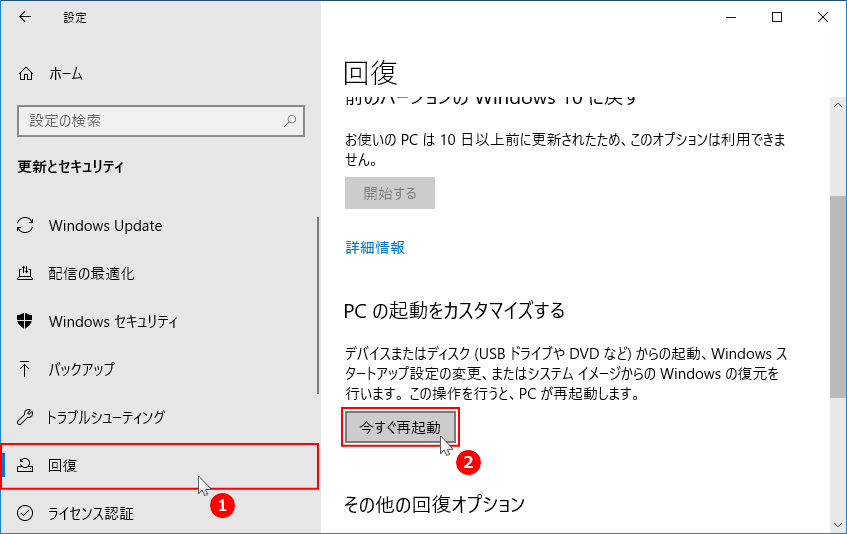 設定
ホーム
設定の検索
更新とセキュリティ
Windows Update
配信の最適化
Windows セキュリティ
バックアップ
トラブルシューティング
回復
1
ライセンス認証
回復
前のバージョンの Windows 10 に戻す
お使いの PC は 10 日以上前に更新されたため、このオプションは利用できま
せん。
開始する
詳細情報
PC の起動をカスタマイズする
デバイスまたはディスク (USB ドライブや DVD など) からの起動、Windows ス
タートアップ設定の変更、またはシステム イメージからの Windows の復元を
行います。 この操作を行うと、PC が再起動します。
今すぐ再起動
2
その他の回復オプション